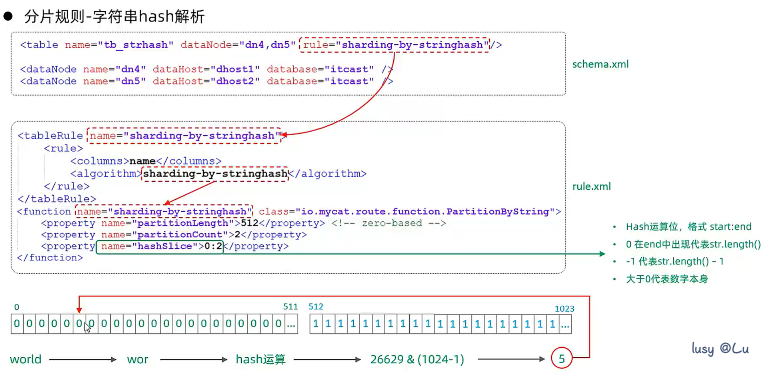 ● 分片规则-字符串hash解析
<table name="tb_strhash" dataNode="dn4,dn5" rule="sharding-by-stringhash"/>
<dataNode name="dn4" dataHost="dhost1" database="itcast" />
<dataNode name="dn5" dataHost="dhost2" database="itcast" />
schema.xml
<tableRule name="sharding-by-stringhash"
<rule>
<columns>name</columns>
<algorithm>sharding-by-stringhash</algorithm>
</rule>
</tableRule>
<function name="sharding-by-stringhash" class="io.mycat.route.function.PartitionByString">
<property name="partitionLength">512</property> <!-- zero-based -->
<property name="partitionCount">2</property>
<property name="hashSlice">0:2</property>
</function>
rule.xml
• Hash运算位，格式 start:end
• 0 在end中出现代表str.length()
• -1 代表str.length() – 1
• 大于0代表数字本身
0 511 512 1023
0 0 0 0 0 0 0 0 0 0 0 0 0 0 0 0 0 0 0 0 0 0 ... 1 1 1 1 1 1 1 1 1 1 1 1 1 1 1 1 1 1 1 1 ...
world wor hash运算 26629 & (1024-1) 5
lusy @Lu